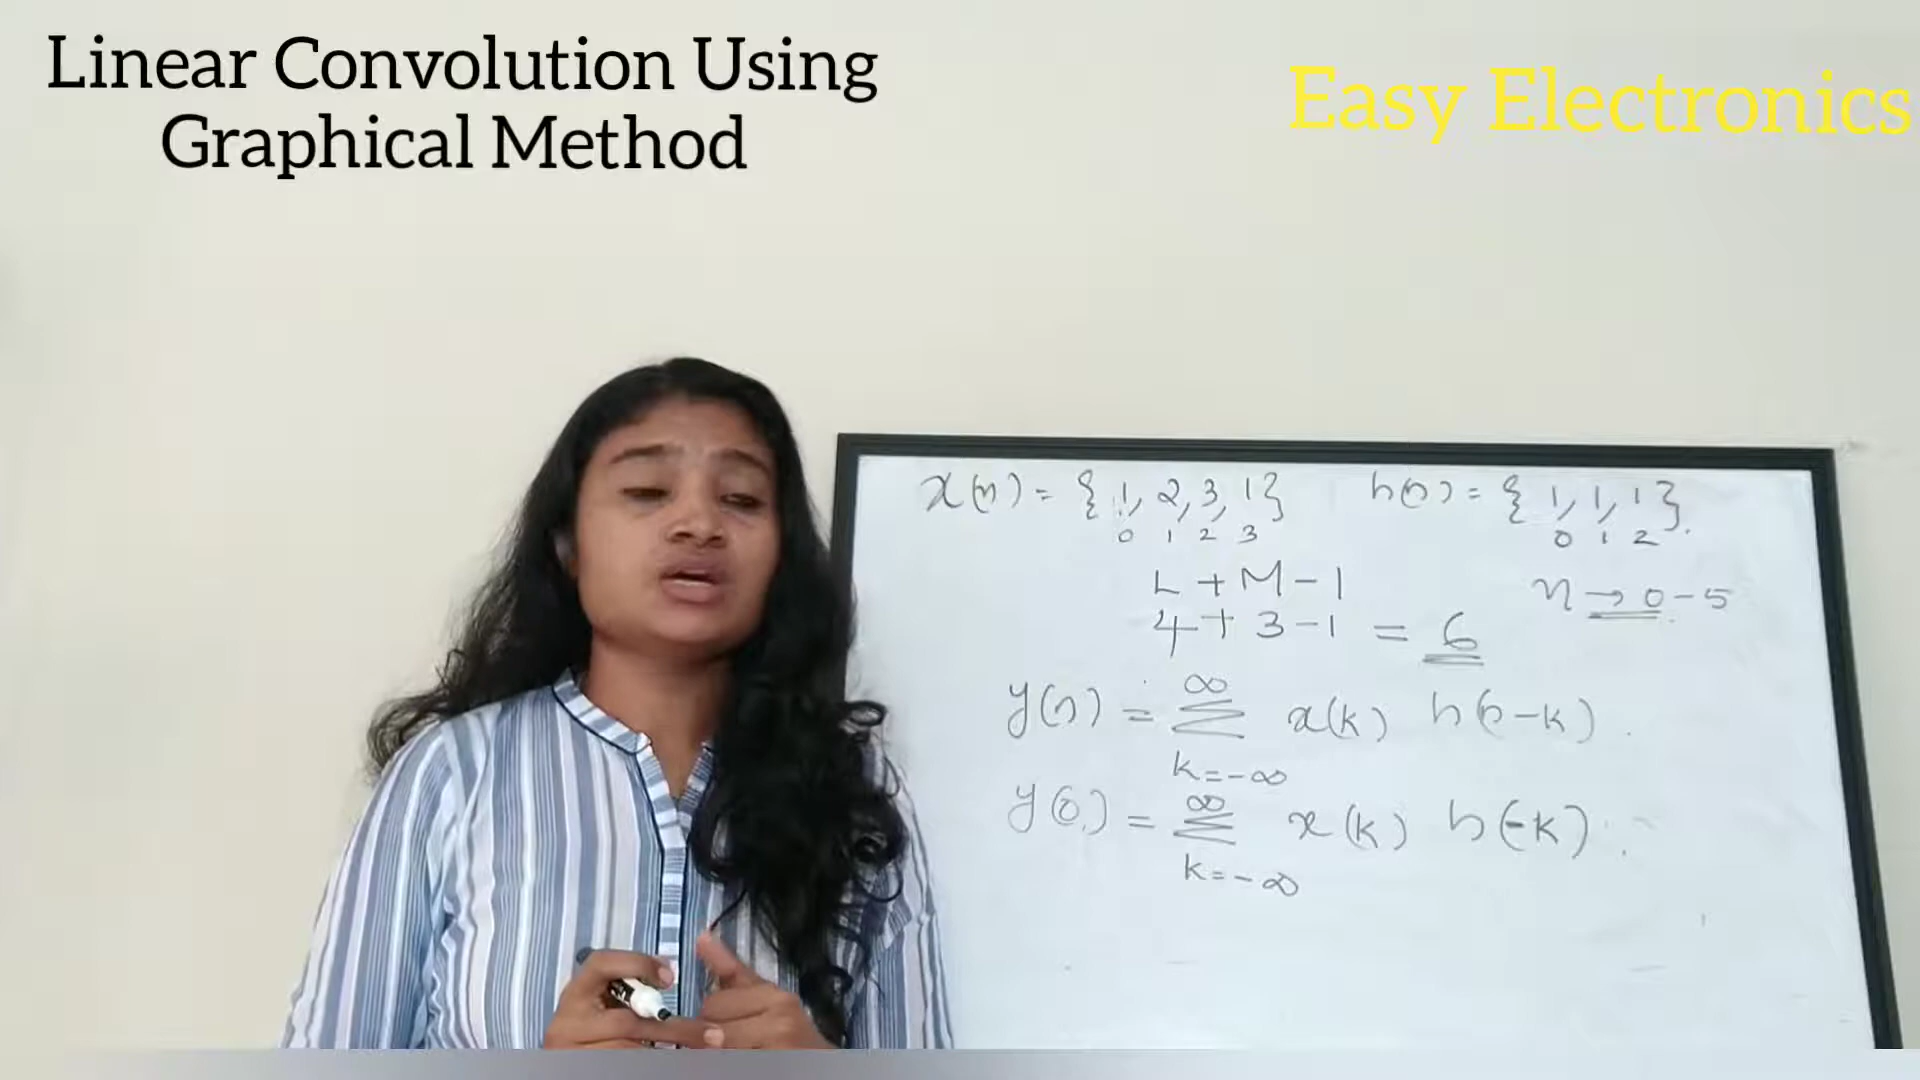 Linear Convolution Using
Graphical Method
Easy Electronics
x(n) = {1, 2, 3, 1} h(n) = {1, 1, 1}.
0 1 2 3 0 1 2
L + M - 1
n → 0 - 5
4 + 3 - 1 = 6
∞
y(n) = Σ x(k) h(n-k).
k = -∞
∞
y(0) = Σ x(k) h(-k).
k = -∞